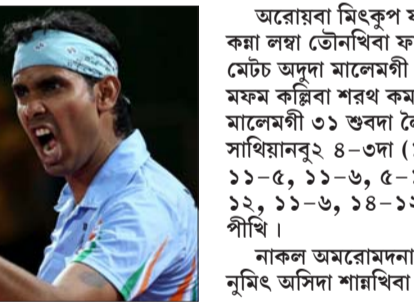 অরোয়বা মিৎকুপ
কন্না লম্বা তৌনখিবা
মেটচ অদুদা মালেমগী
মফম কল্লিবা শরথ কম
মালেমগী ৩১ শুবদা
সাথিয়ানবু২ ৪-৩দা
১১-৫, ১১-৬, ৫-
১২, ১১-৬, ১৪-১২
পীখি ।
নাকল অমরোমদনা
নুমিৎ অসিদা শান্নখিবা